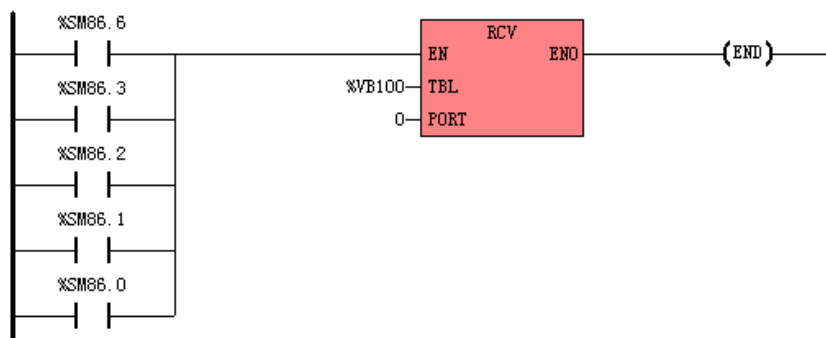 %SM86.6
RCV
EN ENO (END)
%SM86.3
%VB100 TBL
0 PORT
%SM86.2
%SM86.1
%SM86.0